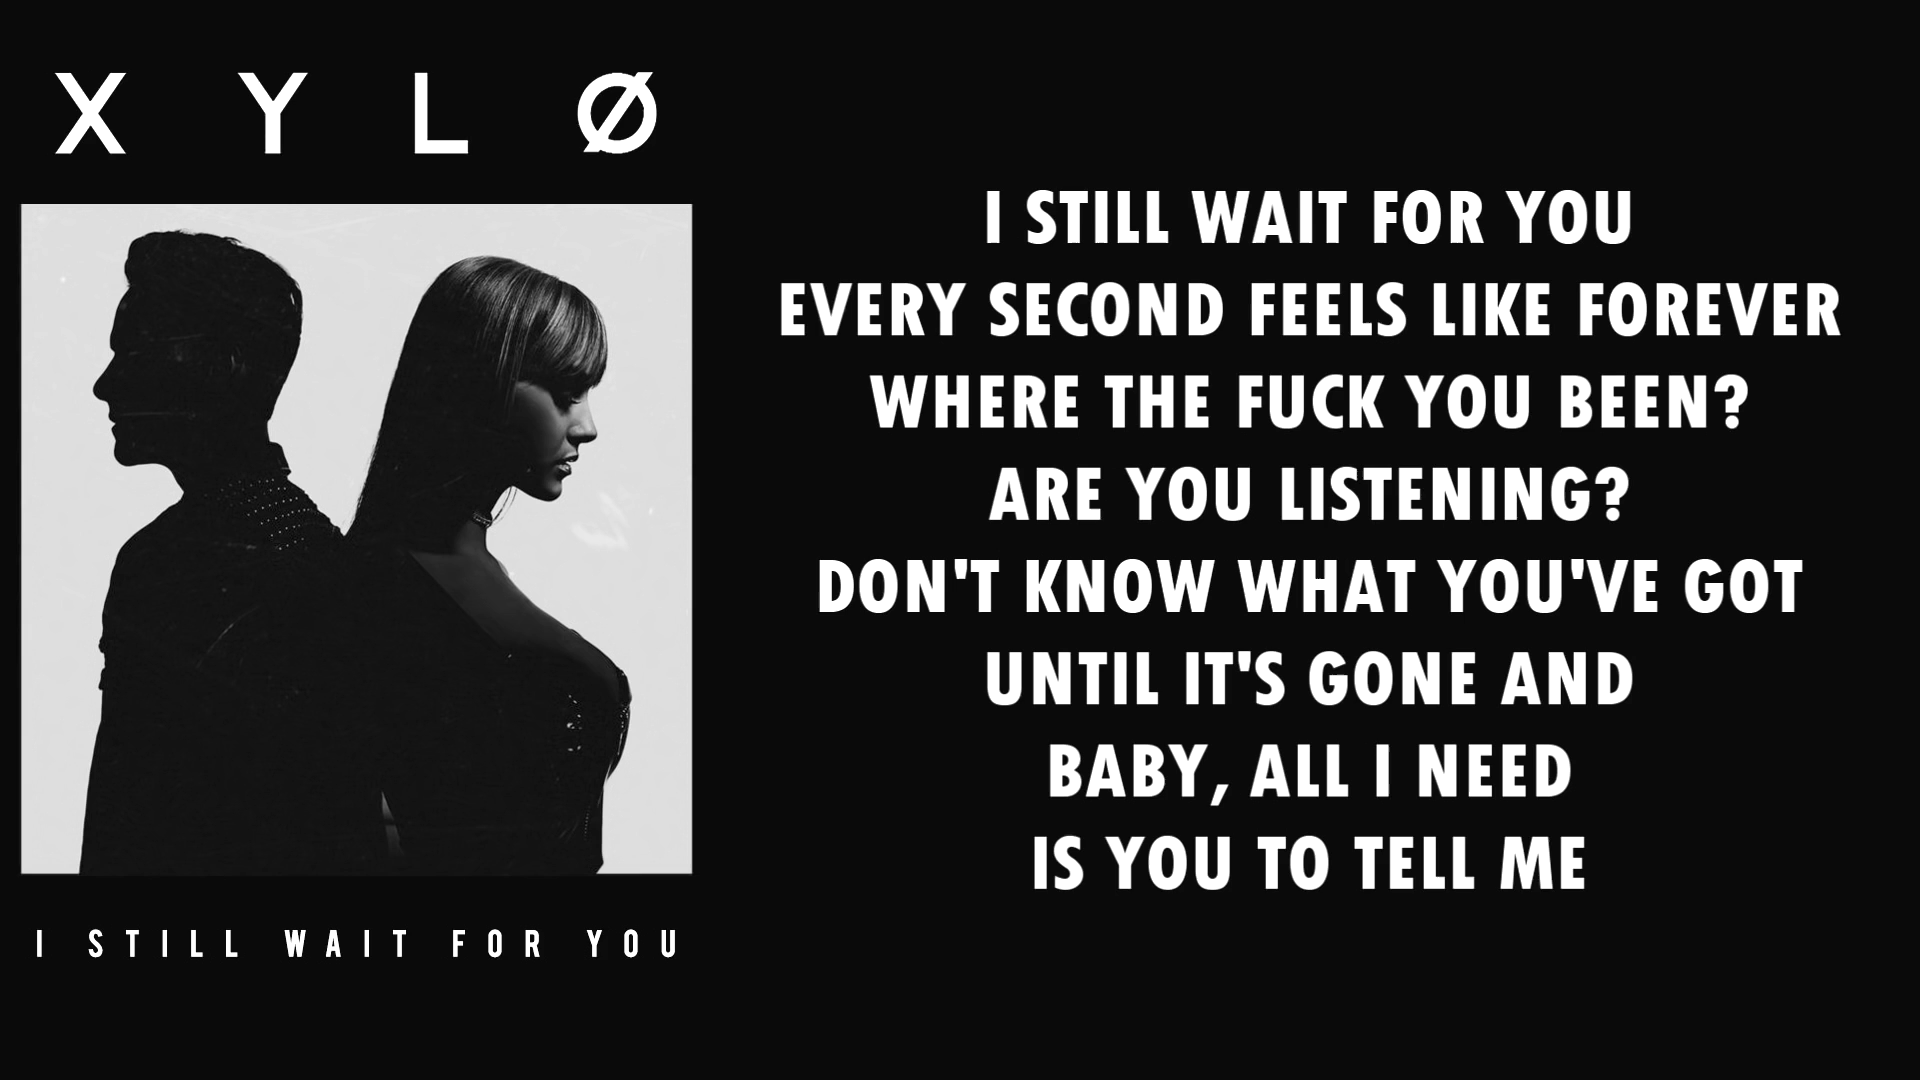 X Y L Ø
I STILL WAIT FOR YOU
I STILL WAIT FOR YOU
EVERY SECOND FEELS LIKE FOREVER
WHERE THE FUCK YOU BEEN?
ARE YOU LISTENING?
DON'T KNOW WHAT YOU'VE GOT
UNTIL IT'S GONE AND
BABY, ALL I NEED
IS YOU TO TELL ME